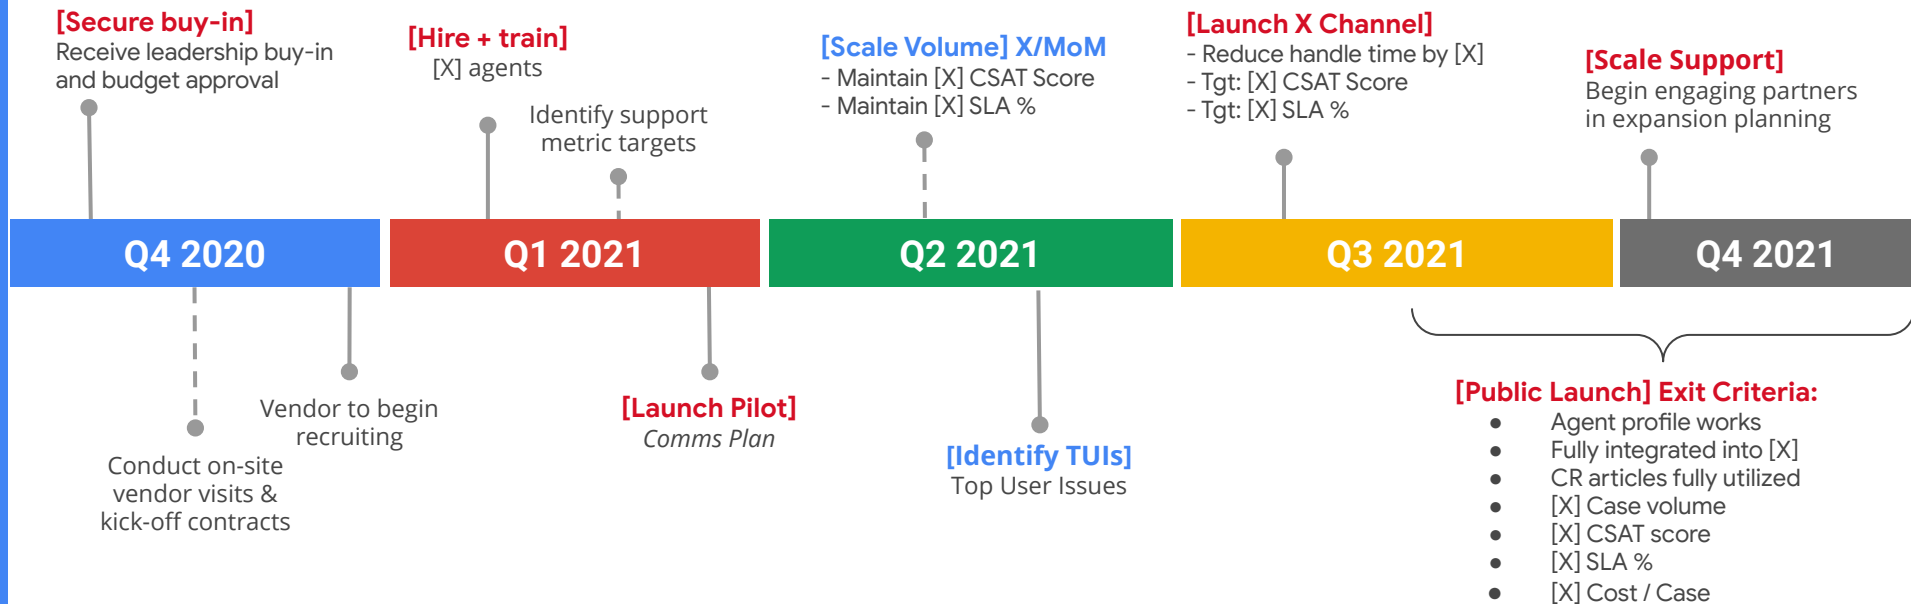 [Secure buy-in]
Receive leadership buy-in
and budget approval
[Hire + train]
[X] agents
Identify support
metric targets
[Scale Volume] X/MoM
- Maintain [X] CSAT Score
- Maintain [X] SLA %
[Launch X Channel]
- Reduce handle time by [X]
- Tgt: [X] CSAT Score
- Tgt: [X] SLA %
[Scale Support]
Begin engaging partners
in expansion planning
Q4 2020
Q1 2021
Q2 2021
Q3 2021
Q4 2021
Conduct on-site
vendor visits &
kick-off contracts
Vendor to begin
recruiting
[Launch Pilot]
Comms Plan
[Identify TUIs]
Top User Issues
[Public Launch] Exit Criteria:
● Agent profile works
● Fully integrated into [X]
● CR articles fully utilized
● [X] Case volume
● [X] CSAT score
● [X] SLA %
● [X] Cost / Case